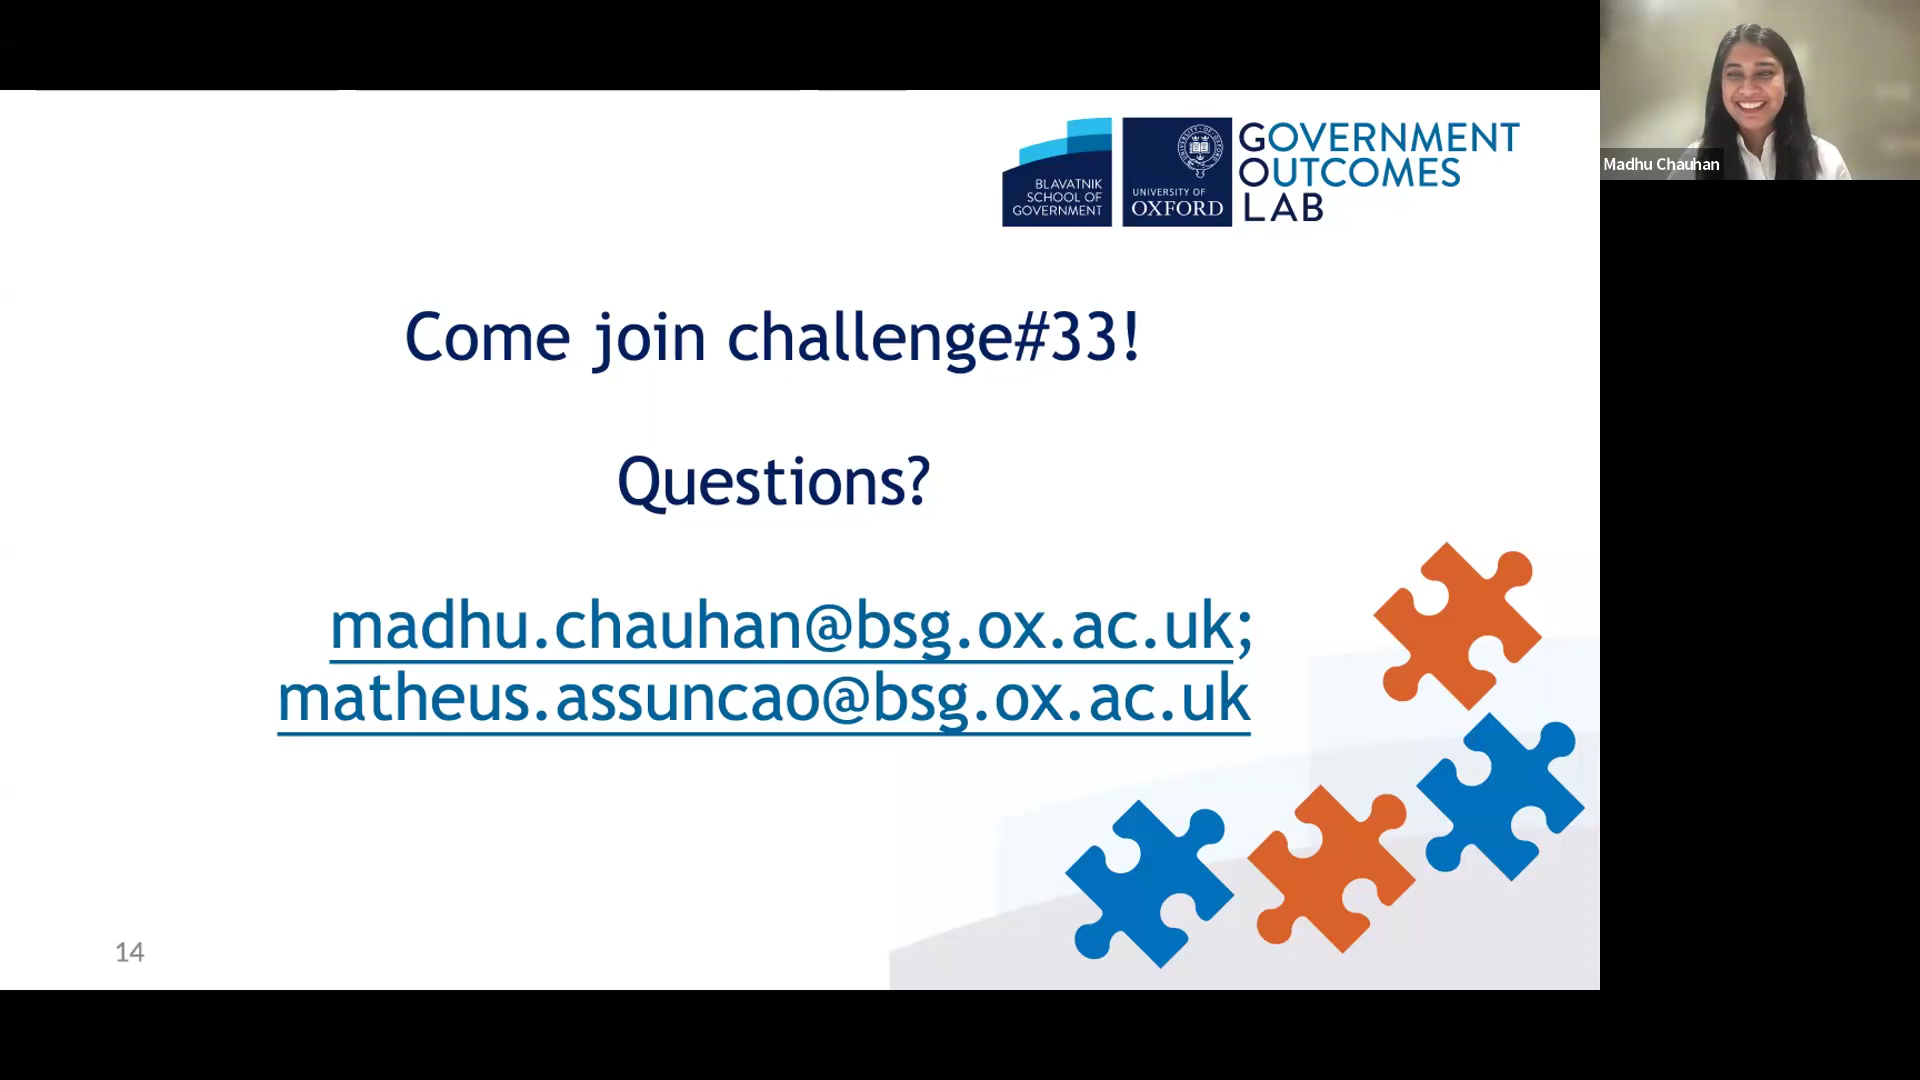 BLAVATNIK
SCHOOL OF
GOVERNMENT
UNIVERSITY OF
OXFORD
GOVERNMENT
OUTCOMES
LAB
Madhu Chauhan
Come join challenge#33!
Questions?
madhu.chauhan@bsg.ox.ac.uk;
matheus.assuncao@bsg.ox.ac.uk
14